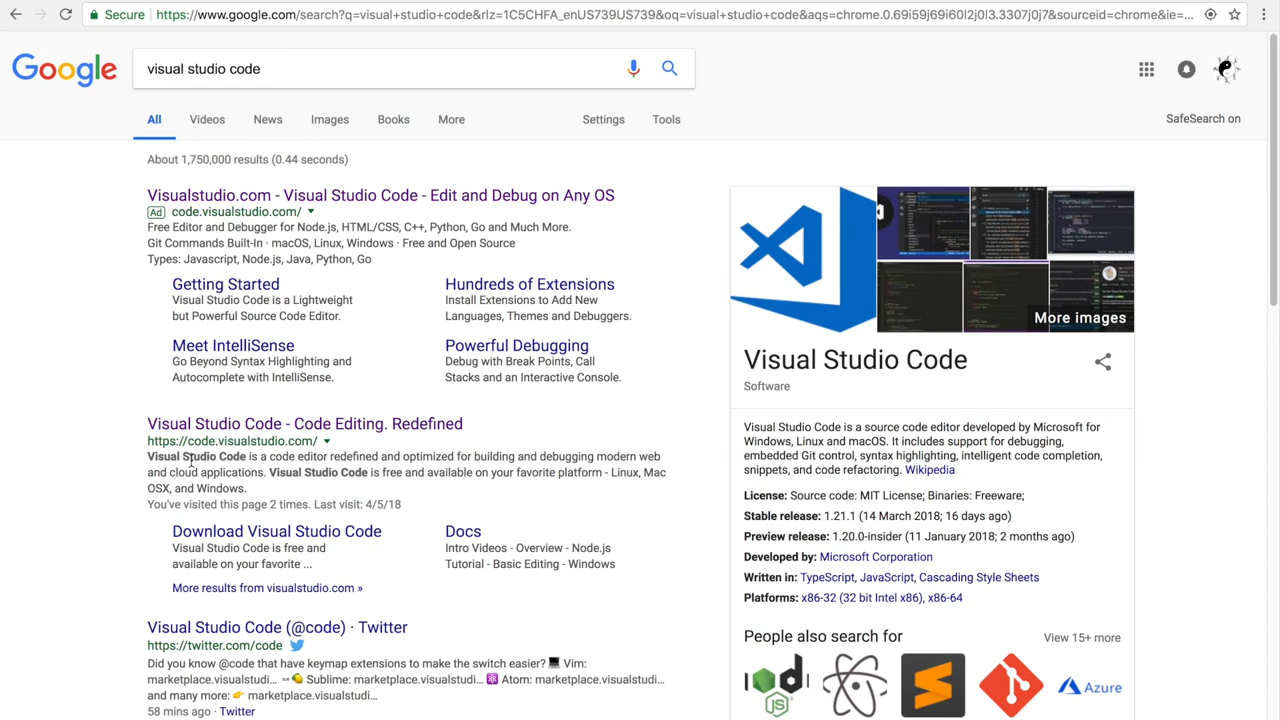 Secure
https://www.google.com/search?q=visual+studio+code&rlz=1C5CHFA_enUS739US739&oq=visual+studio+code&aqs=chrome.0.69i59j69i60l2j0l3.3307j0j7&sourceid=chrome&ie=...
Google
visual studio code
All
Videos
News
Images
Books
More
Settings
Tools
SafeSearch on
About 1,750,000 results (0.44 seconds)
Visualstudio.com - Visual Studio Code - Edit and Debug on Any OS
Ad code.visualstudio.com/
Free Editor and Debugger for Node.js, HTML/CSS, C++, Python, Go and Much More.
Git Commands Built-in · macOS, Linux, Windows · Free and Open Source
Types: Javascript, Node.js, Java, Python, Go
Getting Started
Visual Studio Code is a Lightweight
but Powerful Source Code Editor.
Hundreds of Extensions
Install Extensions to Add New
Languages, Themes and Debuggers.
Meet IntelliSense
Go Beyond Syntax Highlighting and
Autocomplete with IntelliSense.
Powerful Debugging
Debug with Break Points, Call
Stacks and an Interactive Console.
Visual Studio Code - Code Editing. Redefined
https://code.visualstudio.com/
Visual Studio Code is a code editor redefined and optimized for building and debugging modern web
and cloud applications. Visual Studio Code is free and available on your favorite platform - Linux, Mac
OSX, and Windows.
You've visited this page 2 times. Last visit: 4/5/18
Download Visual Studio Code
Visual Studio Code is free and
available on your favorite ...
Docs
Intro Videos - Overview - Node.js
Tutorial - Basic Editing - Windows
More results from visualstudio.com »
Visual Studio Code (@code) · Twitter
https://twitter.com/code
Did you know @code that have keymap extensions to make the switch easier? Vim:
marketplace.visualstudi... Sublime: marketplace.visualstudi... Atom: marketplace.visualstudi...
and many more: 👉 marketplace.visualstudi...
58 mins ago · Twitter
More images
Visual Studio Code
Software
Visual Studio Code is a source code editor developed by Microsoft for
Windows, Linux and macOS. It includes support for debugging,
embedded Git control, syntax highlighting, intelligent code completion,
snippets, and code refactoring. Wikipedia
License: Source code: MIT License; Binaries: Freeware;
Stable release: 1.21.1 (14 March 2018; 16 days ago)
Preview release: 1.20.0-insider (11 January 2018; 2 months ago)
Developed by: Microsoft Corporation
Written in: TypeScript, JavaScript, Cascading Style Sheets
Platforms: x86-32 (32 bit Intel x86), x86-64
People also search for
View 15+ more
Azure